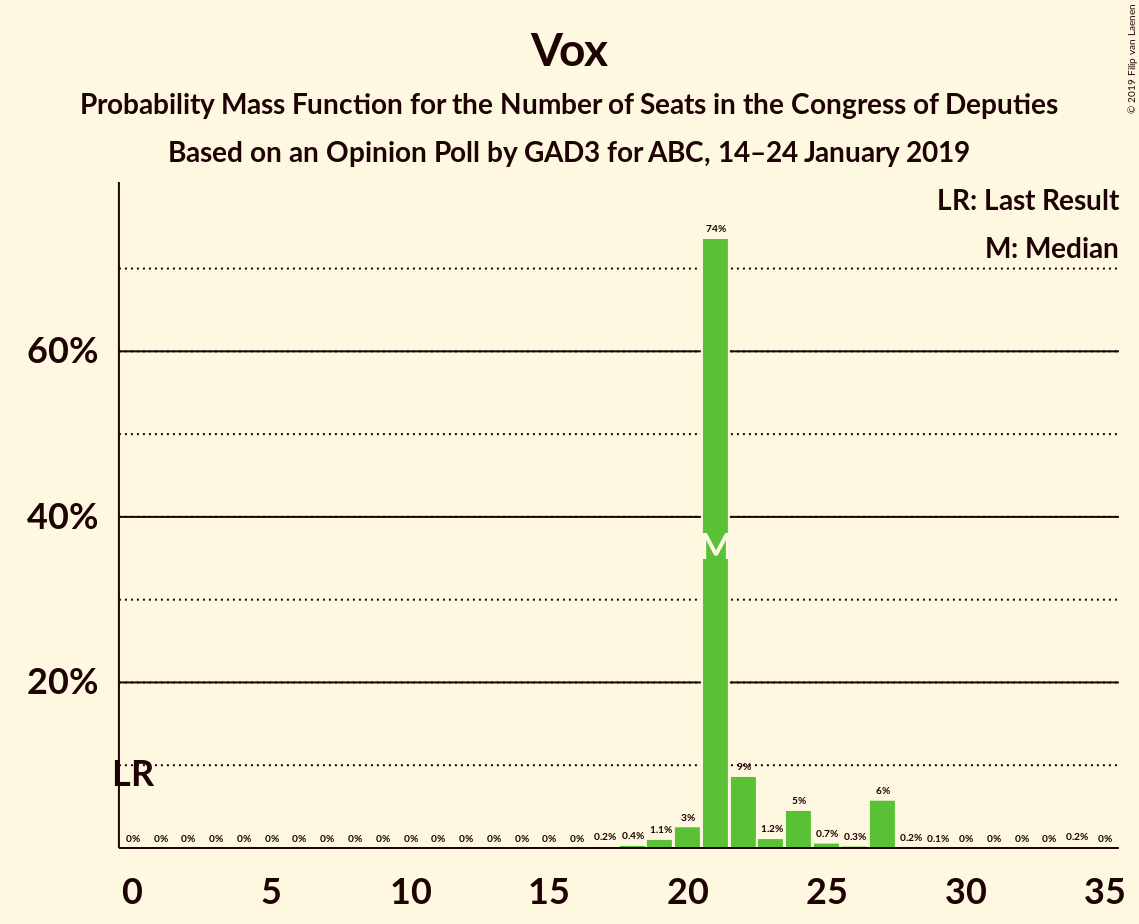 Vox
Probability Mass Function for the Number of Seats in the Congress of Deputies
Based on an Opinion Poll by GAD3 for ABC, 14–24 January 2019
© 2019 Filip van Laenen
LR: Last Result
M: Median
74%
60%
40%
M
20%
LR
9%
6%
5%
3%
0% 0% 0% 0% 0% 0% 0% 0% 0% 0% 0% 0% 0% 0% 0% 0% 0% 0.2% 0.4% 1.1% 1.2% 0.7% 0.3% 0.2% 0.1% 0% 0% 0% 0% 0.2% 0%
0 5 10 15 20 25 30 35